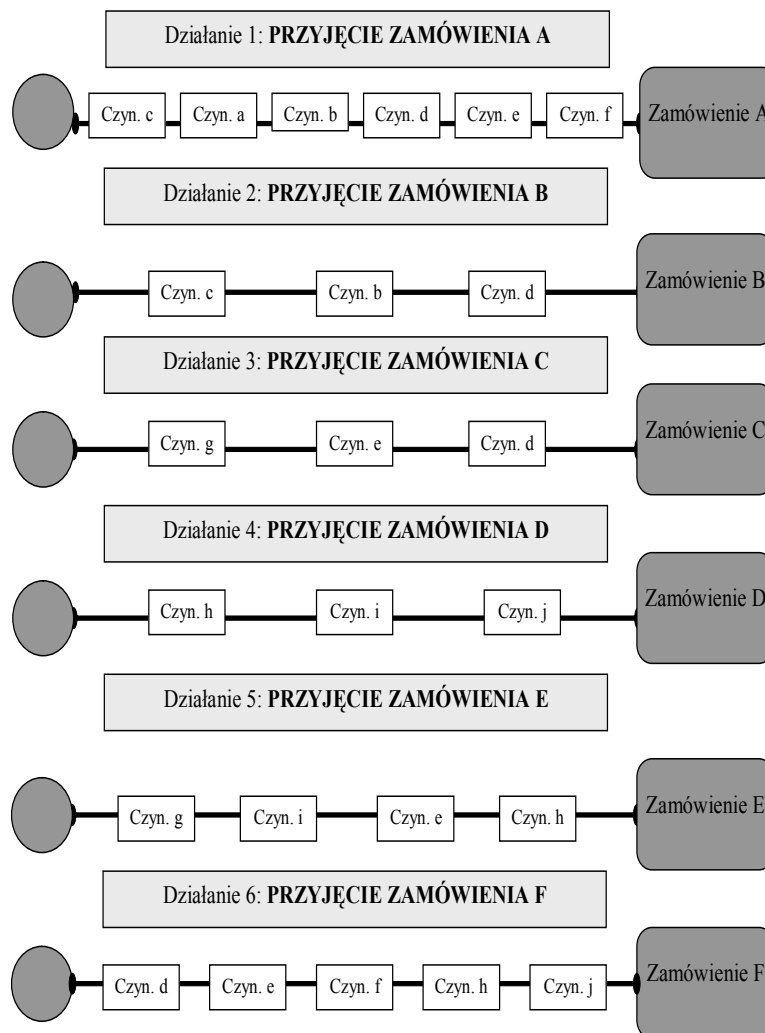 Działanie 1: PRZYJĘCIE ZAMÓWIENIA A
Czyn. c Czyn. a Czyn. b Czyn. d Czyn. e Czyn. f Zamówienie A
Działanie 2: PRZYJĘCIE ZAMÓWIENIA B
Czyn. c Czyn. b Czyn. d Zamówienie B
Działanie 3: PRZYJĘCIE ZAMÓWIENIA C
Czyn. g Czyn. e Czyn. d Zamówienie C
Działanie 4: PRZYJĘCIE ZAMÓWIENIA D
Czyn. h Czyn. i Czyn. j Zamówienie D
Działanie 5: PRZYJĘCIE ZAMÓWIENIA E
Czyn. g Czyn. i Czyn. e Czyn. h Zamówienie E
Działanie 6: PRZYJĘCIE ZAMÓWIENIA F
Czyn. d Czyn. e Czyn. f Czyn. h Czyn. j Zamówienie F